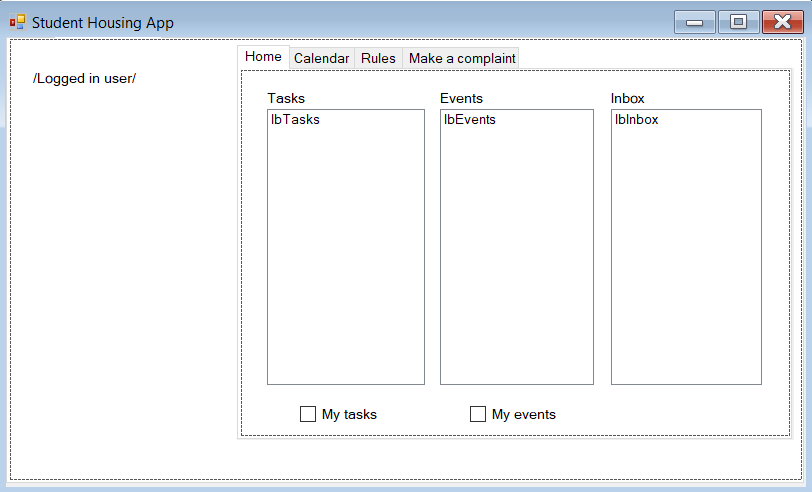 Student Housing App
/Logged in user/
Home Calendar Rules Make a complaint
Tasks Events Inbox
lbTasks lbEvents lbInbox
My tasks My events